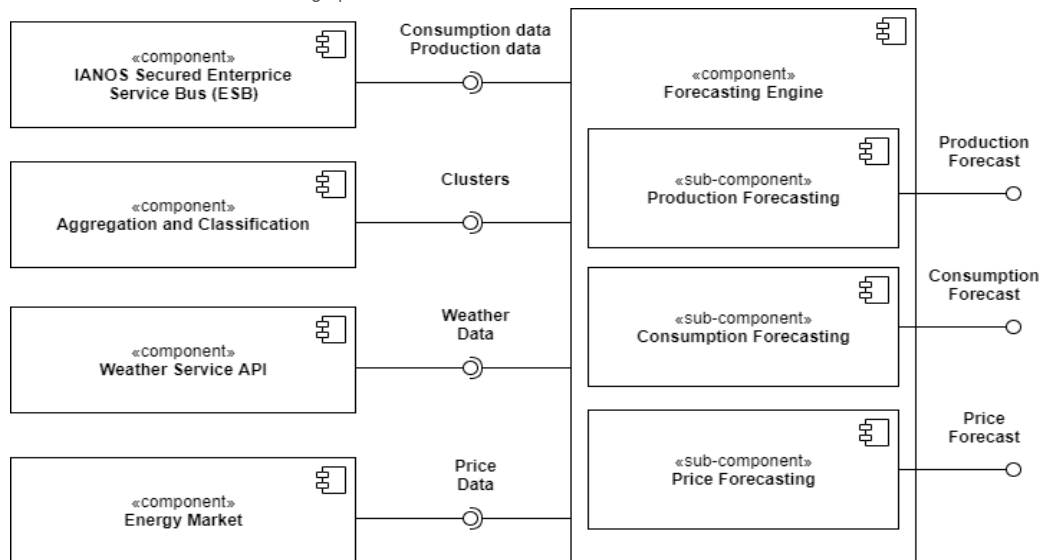 Consumption data
Production data
«component»
IANOS Secured Enterprice
Service Bus (ESB)
«component»
Forecasting Engine
Clusters
«component»
Aggregation and Classification
«sub-component»
Production Forecasting
Production
Forecast
Weather
Data
«component»
Weather Service API
«sub-component»
Consumption Forecasting
Consumption
Forecast
Price
Data
«component»
Energy Market
«sub-component»
Price Forecasting
Price
Forecast